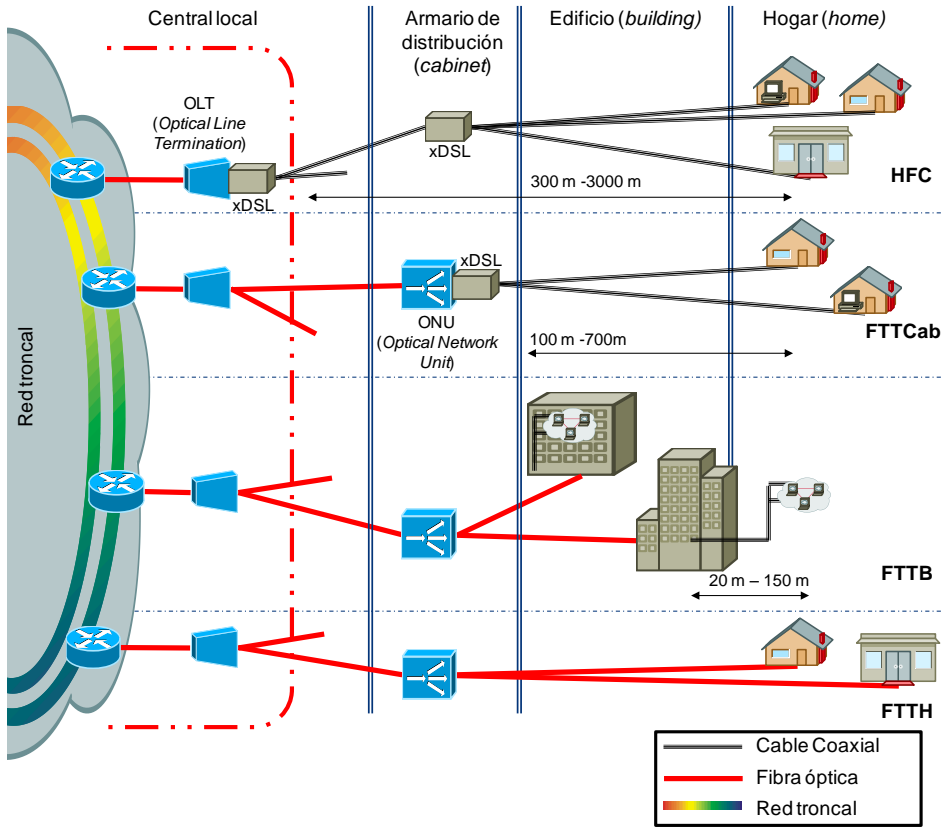 Central local
Armario de
distribución
(cabinet)
Edificio (building)
Hogar (home)
OLT
(Optical Line
Termination)
xDSL
xDSL
300 m -3000 m
HFC
xDSL
ONU
(Optical Network
Unit)
100 m -700m
FTTCab
Red troncal
20 m – 150 m
FTTB
FTTH
Cable Coaxial
Fibra óptica
Red troncal